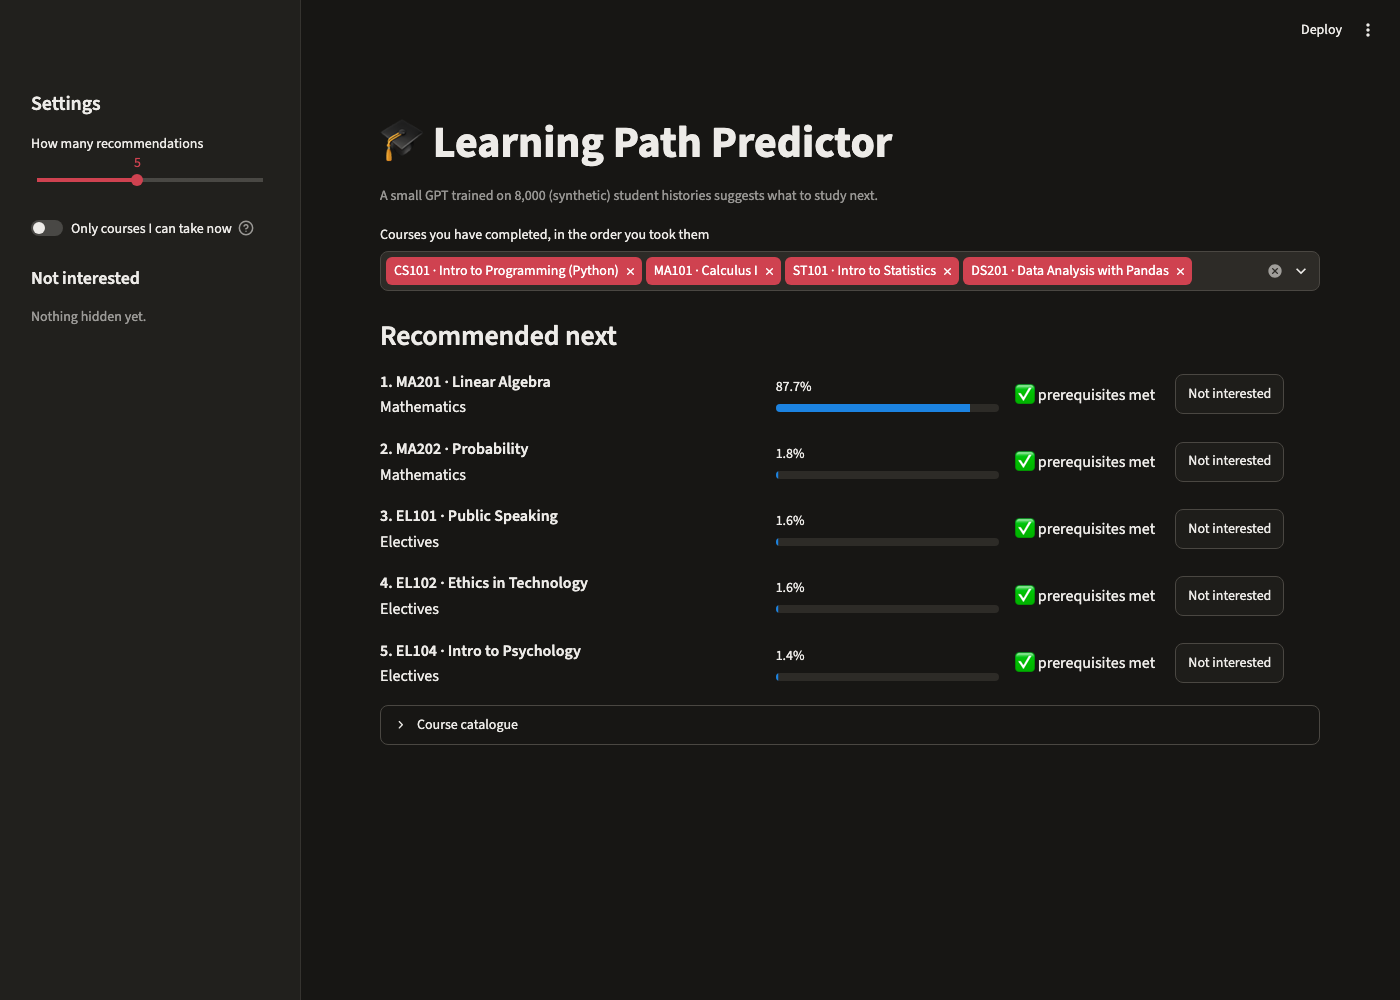 Deploy
Settings
How many recommendations
5
Only courses I can take now
Not interested
Nothing hidden yet.
Learning Path Predictor
A small GPT trained on 8,000 (synthetic) student histories suggests what to study next.
Courses you have completed, in the order you took them
CS101 · Intro to Programming (Python) MA101 · Calculus I ST101 · Intro to Statistics DS201 · Data Analysis with Pandas
Recommended next
1. MA201 · Linear Algebra
Mathematics
87.7%
prerequisites met
Not interested
2. MA202 · Probability
Mathematics
1.8%
prerequisites met
Not interested
3. EL101 · Public Speaking
Electives
1.6%
prerequisites met
Not interested
4. EL102 · Ethics in Technology
Electives
1.6%
prerequisites met
Not interested
5. EL104 · Intro to Psychology
Electives
1.4%
prerequisites met
Not interested
Course catalogue